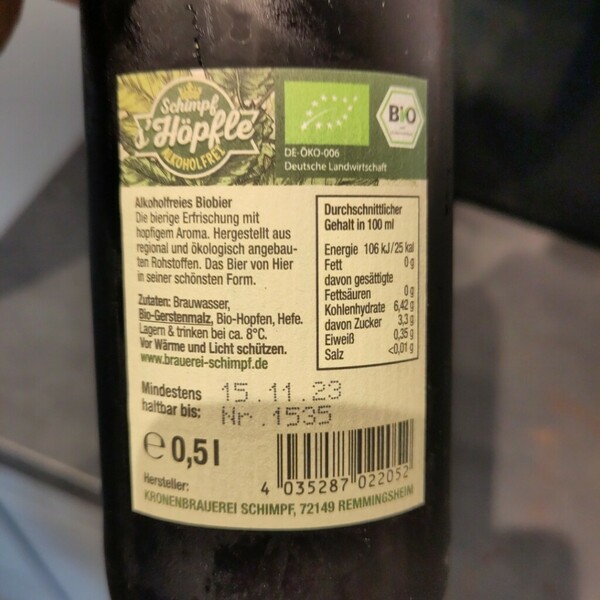 Schimpf
s'Höpfle
ALKOHOLFREI
BiO
DE-ÖKO-006
Deutsche Landwirtschaft
Alkoholfreies Biobier
Die bierige Erfrischung mit
hopfigem Aroma. Hergestellt aus
regional und ökologisch angebau-
ten Rohstoffen. Das Bier von Hier
in seiner schönsten Form.
Zutaten: Brauwasser,
Bio-Gerstenmalz, Bio-Hopfen, Hefe.
Lagern & trinken bei ca. 8°C.
Vor Wärme und Licht schützen.
www.brauerei-schimpf.de
Durchschnittlicher
Gehalt in 100 ml
Energie 106 kJ/25 kal
Fett 0 g
davon gesättigte
Fettsäuren 0 g
Kohlenhydrate 6,42 g
davon Zucker 3,3 g
Eiweiß 0,35 g
Salz <0,01 g
Mindestens 15.11.23
haltbar bis: Nr.1535
e 0,5 l
4 035287 022052
Hersteller:
KRONENBRAUEREI SCHIMPF, 72149 REMMINGSHEIM